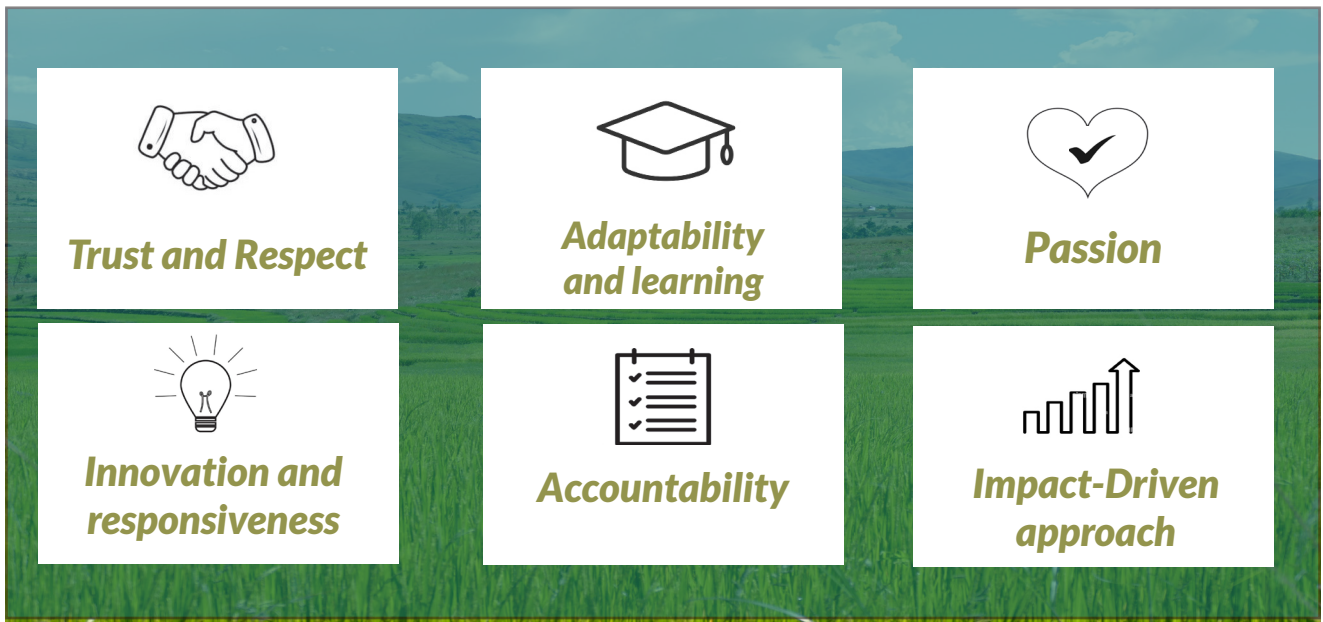 Trust and Respect
Adaptability
and learning
Passion
Innovation and
responsiveness
Accountability
Impact-Driven
approach